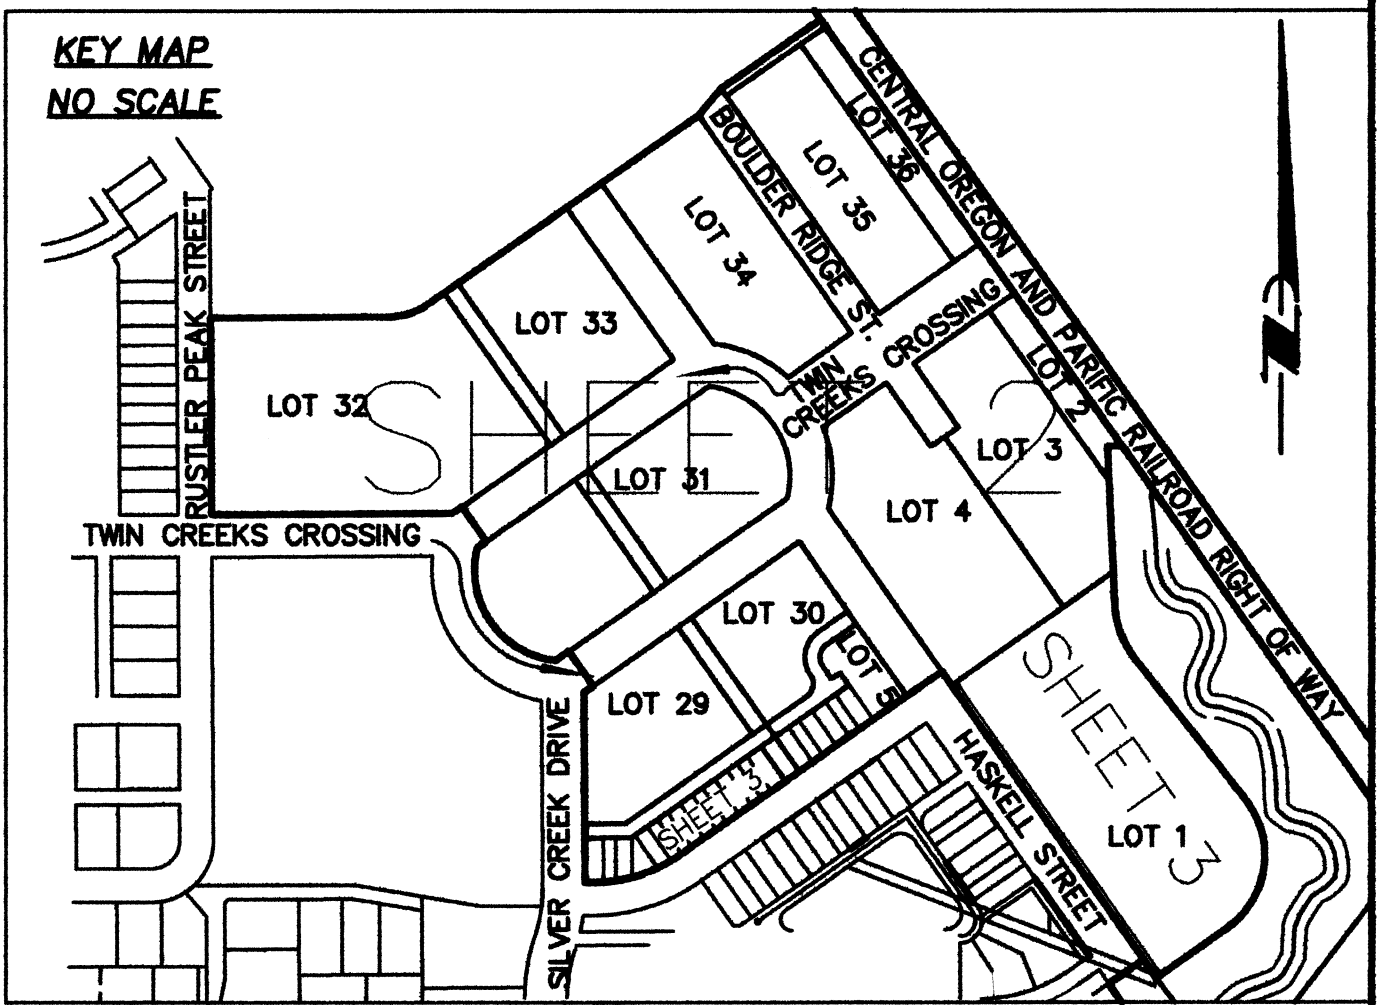 KEY MAP
NO SCALE
CENTRAL OREGON AND PARIFIC RAILROAD RIGHT OF WAY
LOT 36
BOULDER RIDGE ST.
LOT 35
LOT 34
RUSTLER PEAK STREET
LOT 33
TWIN CREEKS CROSSING
LOT 2
LOT 32
SHEET 2
LOT 3
LOT 31
LOT 4
TWIN CREEKS CROSSING
LOT 30
LOT 5
LOT 29
SHEET 3
SILVER CREEK DRIVE
SHEET 3
HASKELL STREET
LOT 1
N